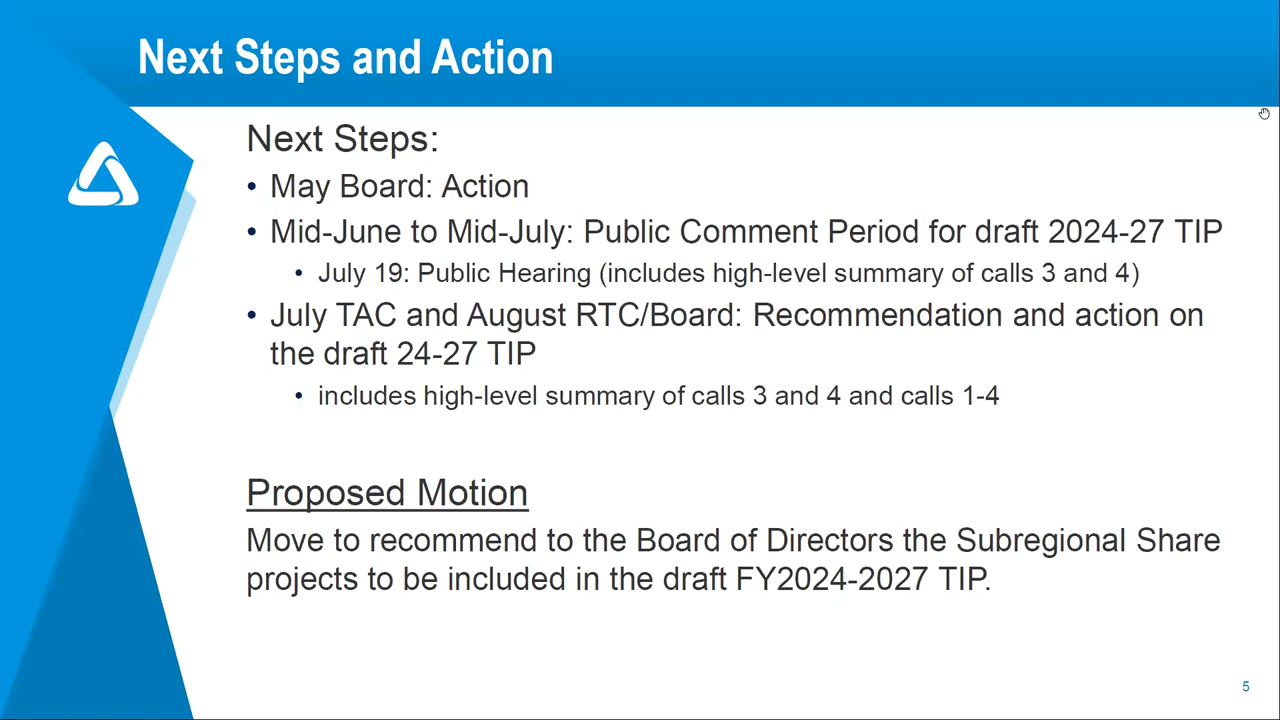 Next Steps and Action
Next Steps:
• May Board: Action
• Mid-June to Mid-July: Public Comment Period for draft 2024-27 TIP
• July 19: Public Hearing (includes high-level summary of calls 3 and 4)
• July TAC and August RTC/Board: Recommendation and action on
the draft 24-27 TIP
• includes high-level summary of calls 3 and 4 and calls 1-4
Proposed Motion
Move to recommend to the Board of Directors the Subregional Share
projects to be included in the draft FY2024-2027 TIP.
5